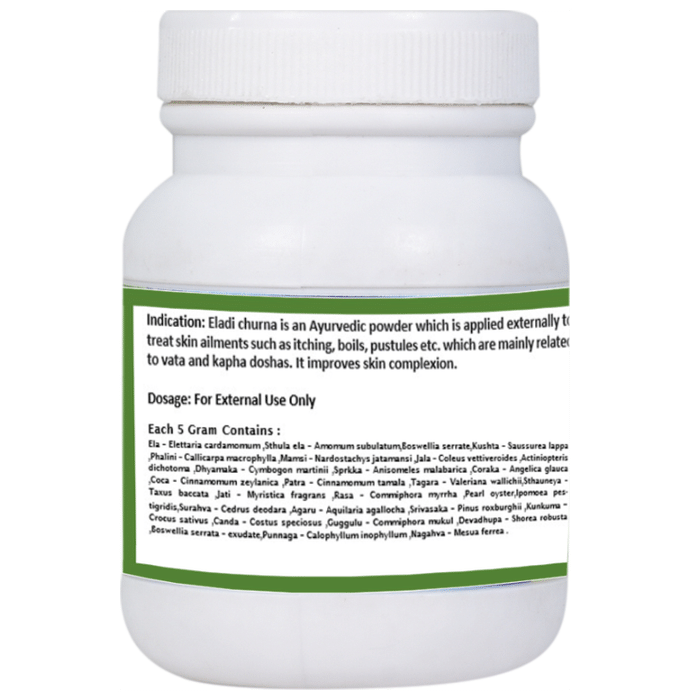 Indication: Eladi churna is an Ayurvedic powder which is applied externally to
treat skin ailments such as itching, boils, pustules etc. which are mainly related
to vata and kapha doshas. It improves skin complexion.
Dosage: For External Use Only
Each 5 Gram Contains :
Ela - Elettaria cardamomum ,Sthula ela - Amomum subulatum,Boswellia serrate,Kushta - Saussurea lappa
,Phalini - Callicarpa macrophylla ,Mamsi - Nardostachys jatamansi ,Jala - Coleus vettiveroides ,Actiniopteris
dichotoma ,Dhyamaka - Cymbogon martinii ,Sprkka - Anisomeles malabarica ,Coraka - Angelica glauca
,Coca - Cinnamomum zeylanica ,Patra - Cinnamomum tamala ,Tagara - Valeriana wallichii,Sthauneya -
Taxus baccata ,Jati - Myristica fragrans ,Rasa - Commiphora myrrha ,Pearl oyster,Ipomoea pes-
tigridis,Surahva - Cedrus deodara ,Agaru - Aquilaria agallocha ,Srivasaka - Pinus roxburghii ,Kunkuma -
Crocus sativus ,Canda - Costus speciosus ,Guggulu - Commiphora mukul ,Devadhupa - Shorea robusta
,Boswellia serrata - exudate,Punnaga - Calophyllum inophyllum ,Nagahva - Mesua ferrea .